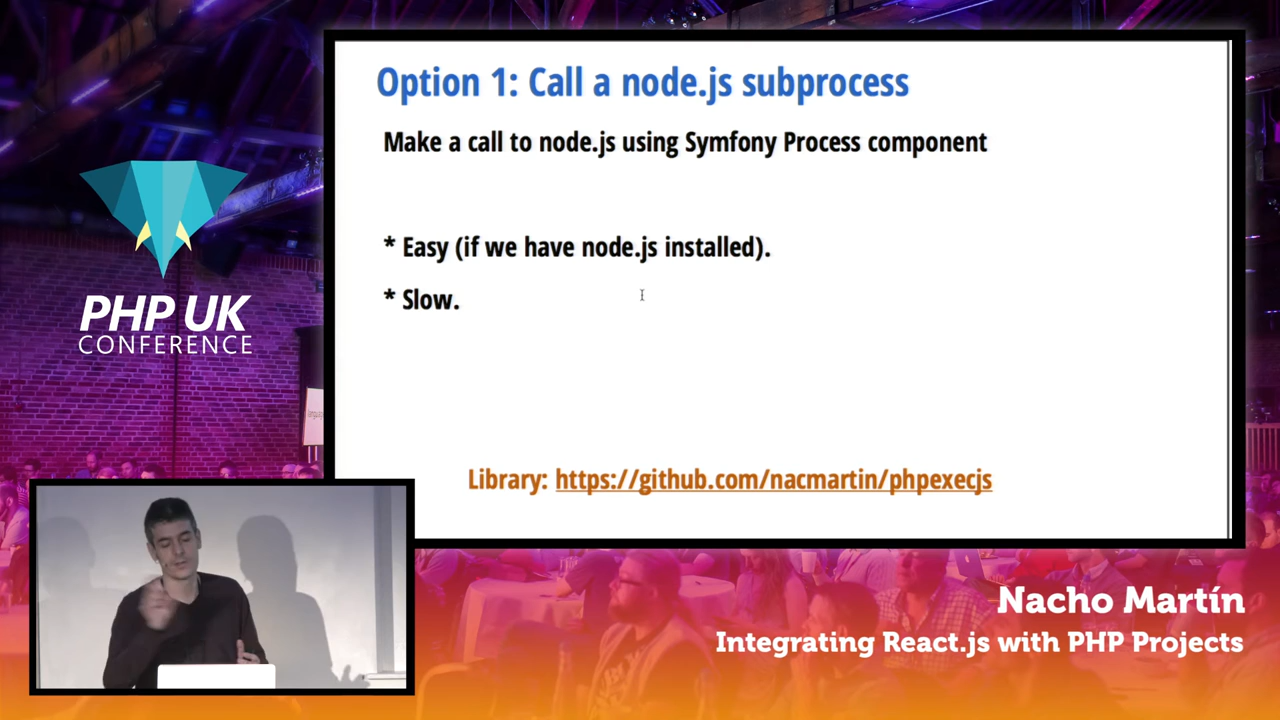 Option 1: Call a node.js subprocess
Make a call to node.js using Symfony Process component
* Easy (if we have node.js installed).
* Slow.
Library: https://github.com/nacmartin/phpexecjs
PHP UK
CONFERENCE
Nacho Martín
Integrating React.js with PHP Projects